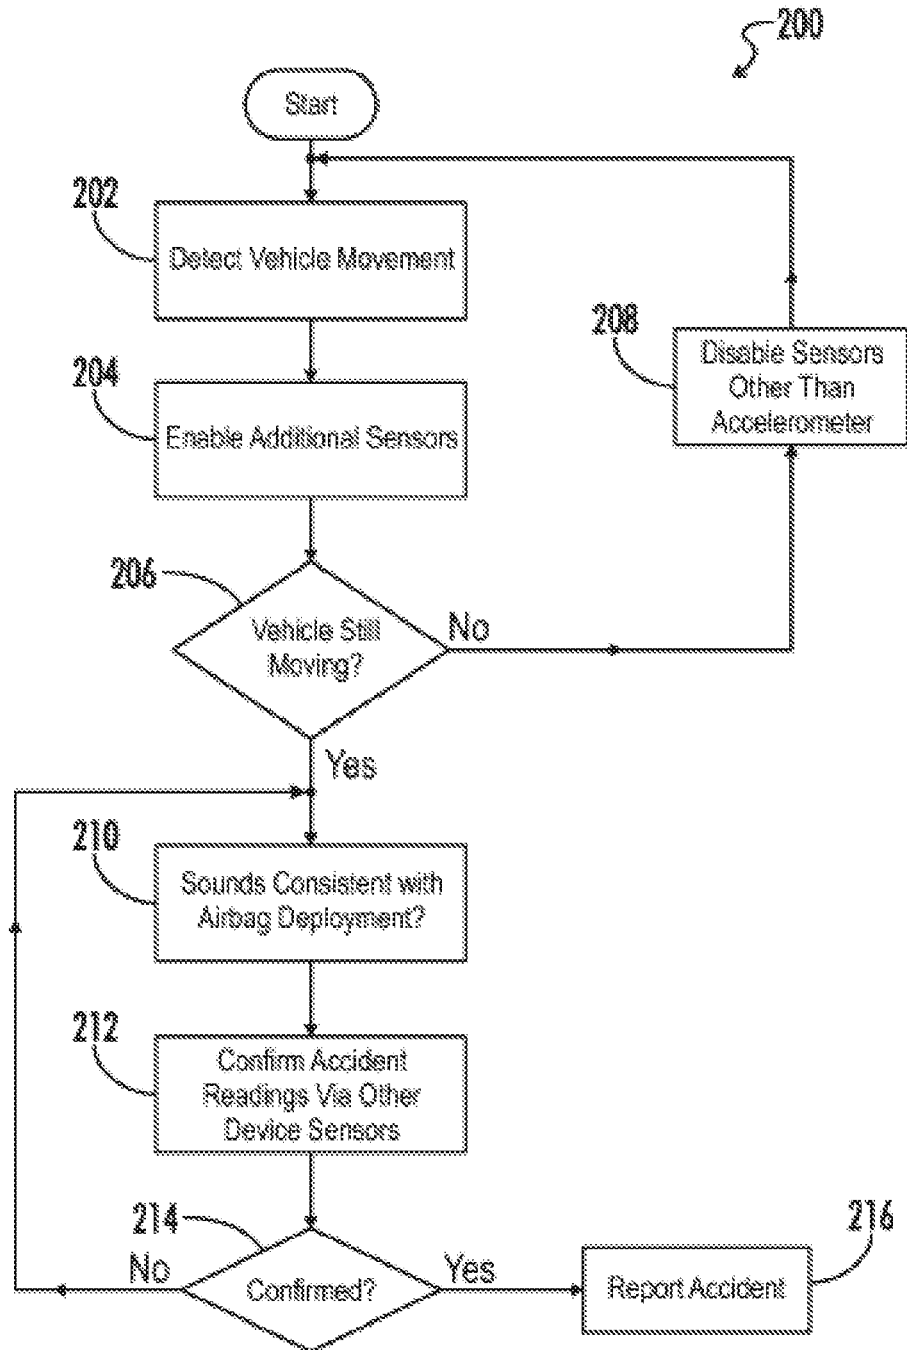 200
Start
202
Detect Vehicle Movement
204
Enable Additional Sensors
208
Disable Sensors
Other Than
Accelerometer
206
Vehicle Still
Moving?
No
Yes
210
Sounds Consistent with
Airbag Deployment?
212
Confirm Accident
Readings Via Other
Device Sensors
214
Confirmed?
No
Yes
216
Report Accident